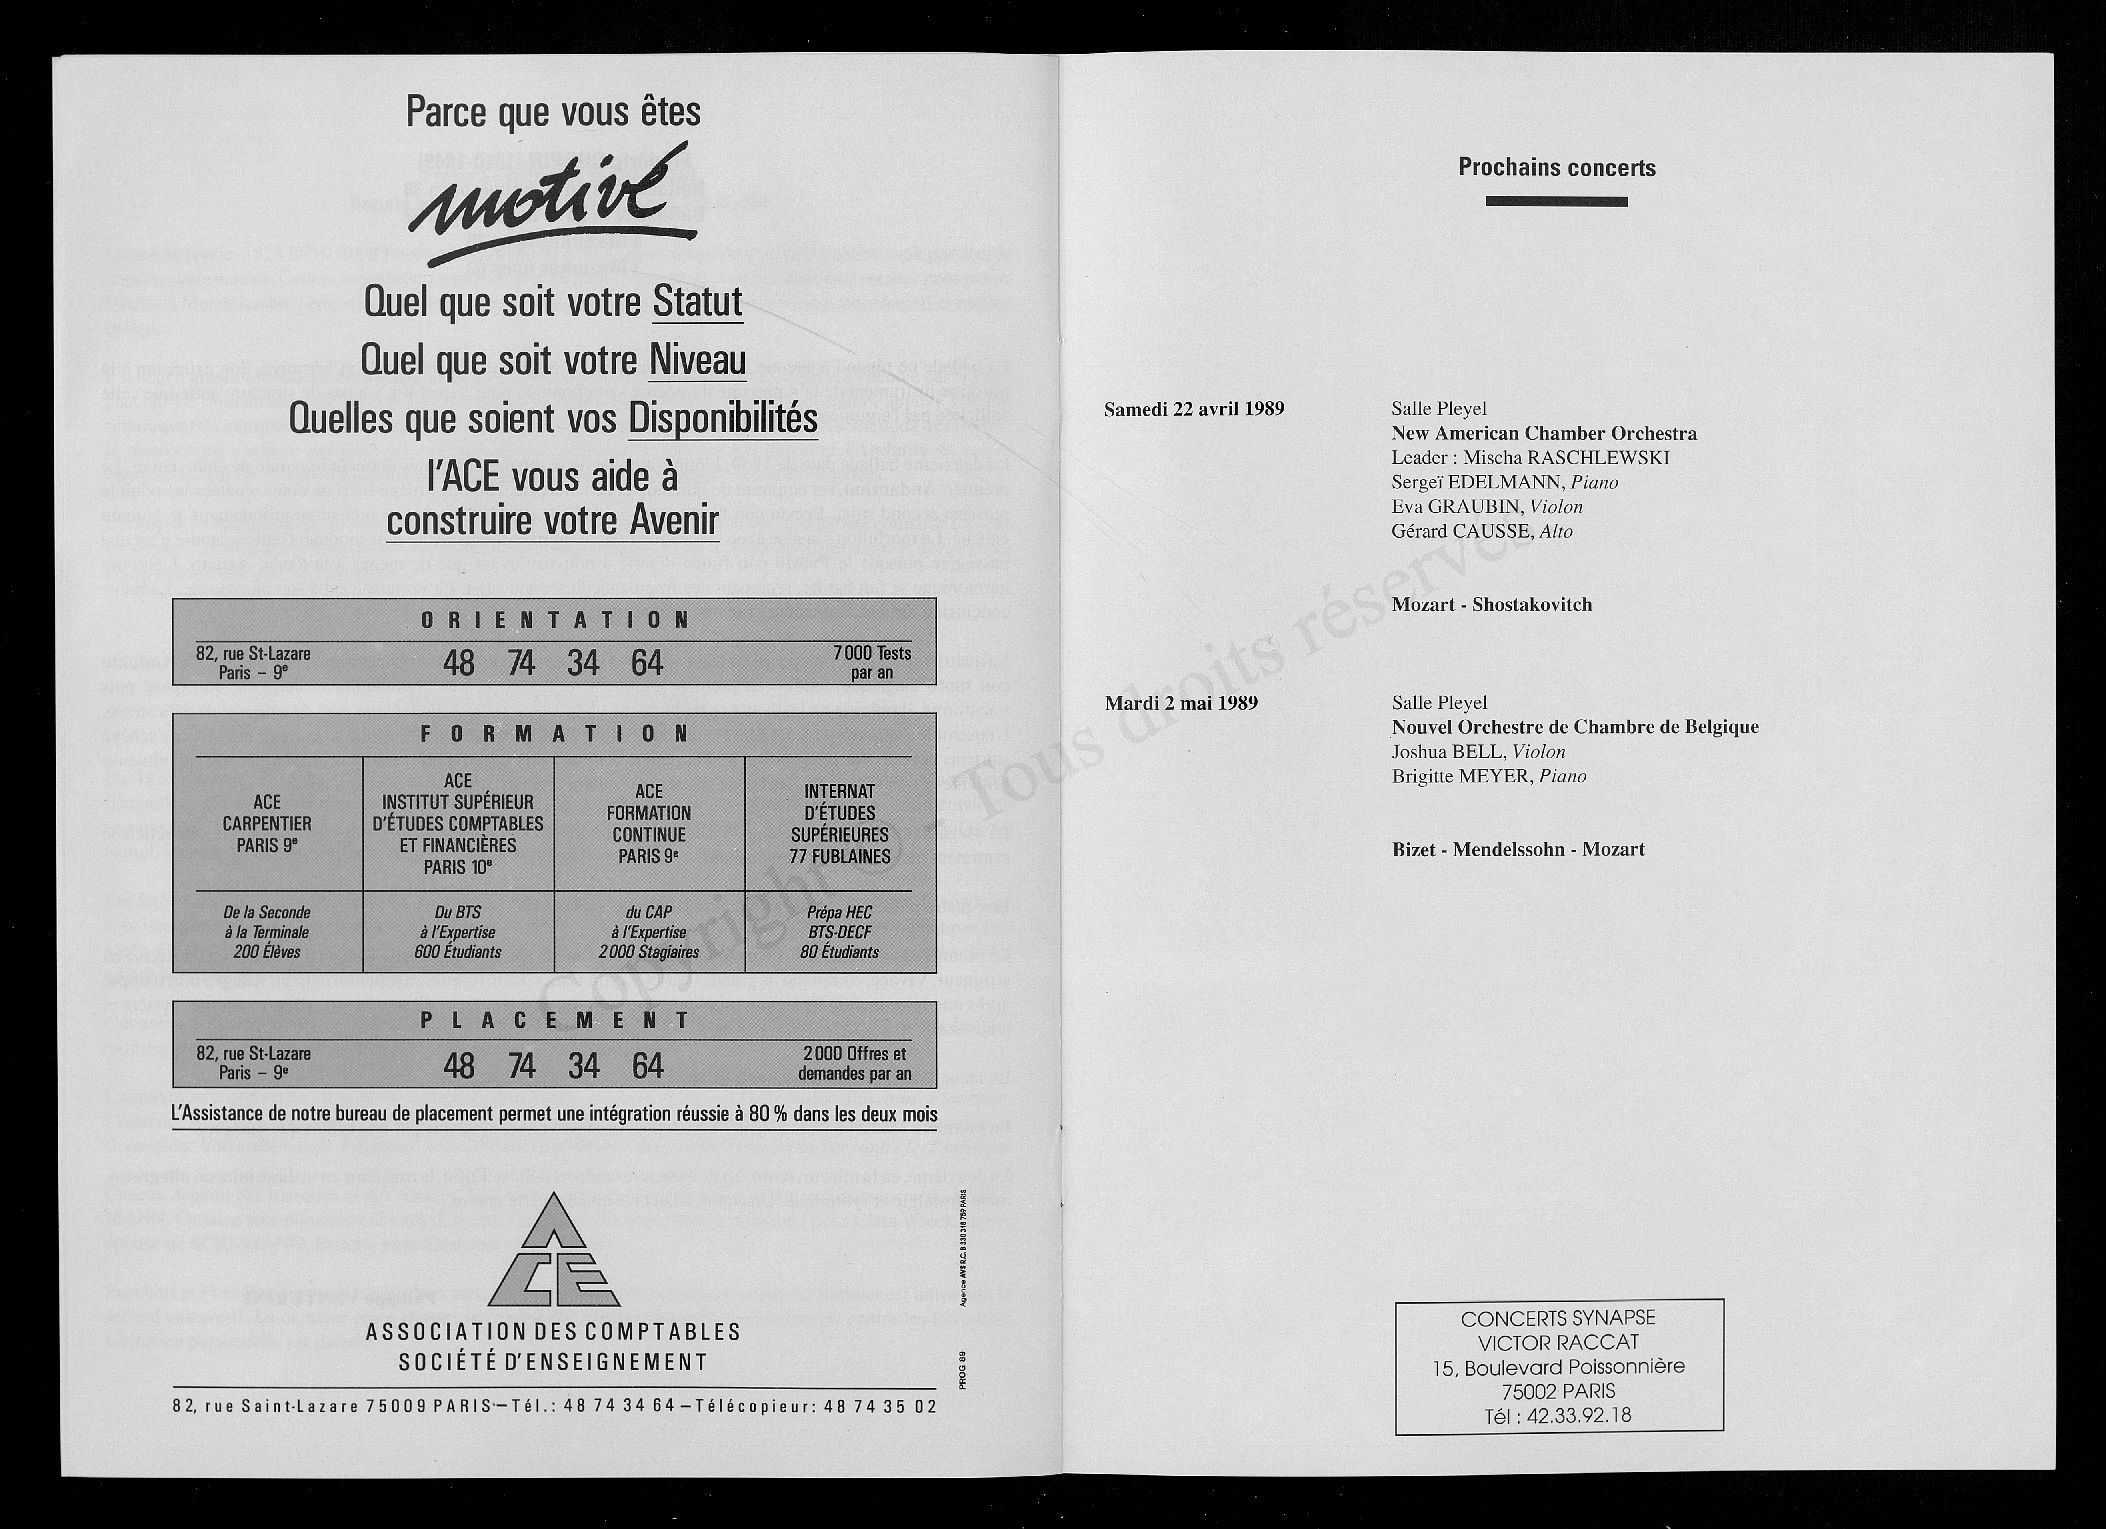 Parce que vous êtes
motivé
Quel que soit votre Statut
Quel que soit votre Niveau
Quelles que soient vos Disponibilités
l'ACE vous aide à
construire votre Avenir
ORIENTATION
82, rue St-Lazare
Paris – 9e
48 74 34 64
7000 Tests
par an
FORMATION
ACE
CARPENTIER
PARIS 9e
ACE
INSTITUT SUPÉRIEUR
D'ÉTUDES COMPTABLES
ET FINANCIÈRES
PARIS 10e
ACE
FORMATION
CONTINUE
PARIS 9e
INTERNAT
D'ÉTUDES
SUPÉRIEURES
77 FUBLAINES
De la Seconde
à la Terminale
200 Élèves
Du BTS
à l'Expertise
600 Étudiants
du CAP
à l'Expertise
2000 Stagiaires
Prépa HEC
BTS-DECF
80 Étudiants
PLACEMENT
82, rue St-Lazare
Paris – 9e
48 74 34 64
2000 Offres et
demandes par an
L'Assistance de notre bureau de placement permet une intégration réussie à 80 % dans les deux mois
ACE
ASSOCIATION DES COMPTABLES
SOCIÉTÉ D'ENSEIGNEMENT
82, rue Saint-Lazare 75009 PARIS – Tél.: 48 74 34 64 – Télécopieur: 48 74 35 02
Agence AVS R.C. B 330 318 759 PARIS
PROG 89
Prochains concerts
Samedi 22 avril 1989
Salle Pleyel
New American Chamber Orchestra
Leader : Mischa RASCHLEWSKI
Sergeï EDELMANN, Piano
Eva GRAUBIN, Violon
Gérard CAUSSE, Alto
Mozart - Shostakovitch
Mardi 2 mai 1989
Salle Pleyel
Nouvel Orchestre de Chambre de Belgique
Joshua BELL, Violon
Brigitte MEYER, Piano
Bizet - Mendelssohn - Mozart
CONCERTS SYNAPSE
VICTOR RACCAT
15, Boulevard Poissonnière
75002 PARIS
Tél : 42.33.92.18
Copyright © - Tous droits réservés